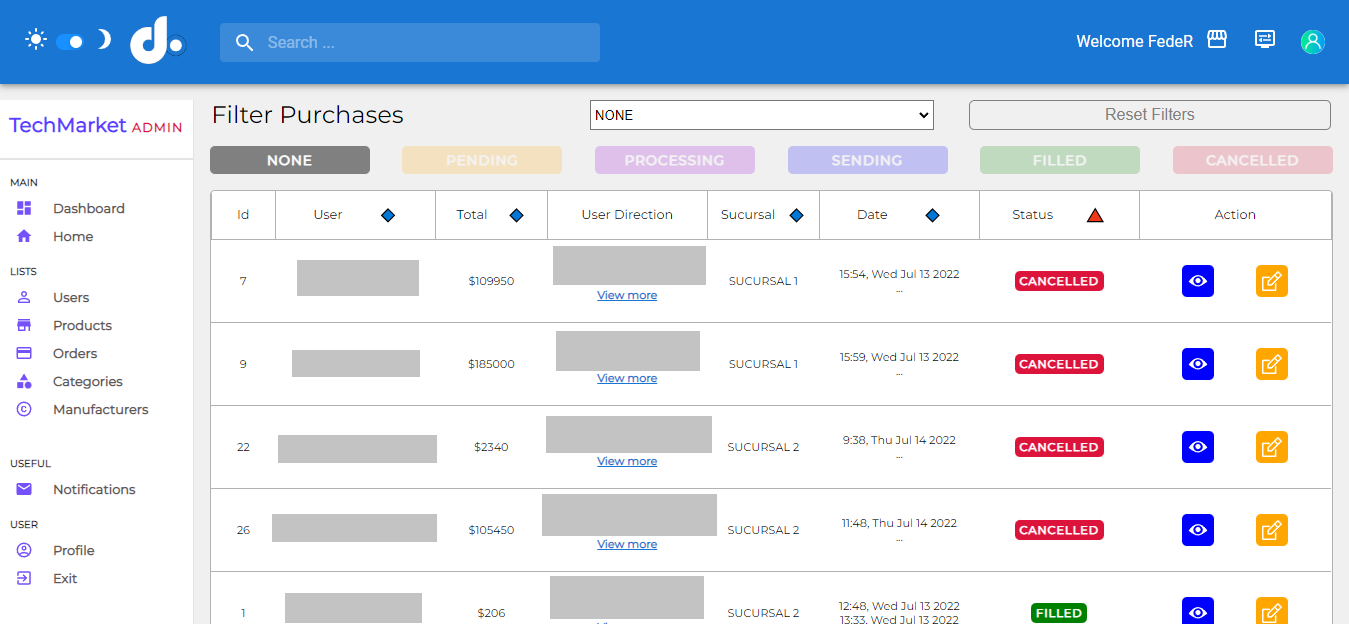 d.
Search ...
Welcome FedeR
TechMarket ADMIN
MAIN
Dashboard
Home
LISTS
Users
Products
Orders
Categories
Manufacturers
USEFUL
Notifications
USER
Profile
Exit
Filter Purchases
NONE
Reset Filters
NONE PENDING PROCESSING SENDING FILLED CANCELLED
Id User Total User Direction Sucursal Date Status Action
7 $109950 View more SUCURSAL 1 15:54, Wed Jul 13 2022 CANCELLED
...
9 $185000 View more SUCURSAL 1 15:59, Wed Jul 13 2022 CANCELLED
...
22 $2340 View more SUCURSAL 2 9:38, Thu Jul 14 2022 CANCELLED
...
26 $105450 View more SUCURSAL 2 11:48, Thu Jul 14 2022 CANCELLED
...
1 $206 SUCURSAL 2 12:48, Wed Jul 13 2022 FILLED
13:33, Wed Jul 13 2022